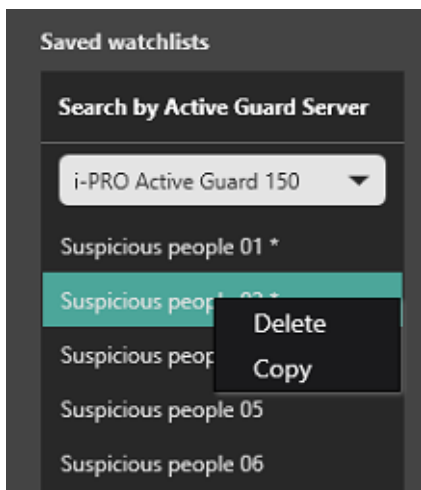 Saved watchlists
Search by Active Guard Server
i-PRO Active Guard 150
Suspicious people 01 *
Suspicious
Delete
Suspicious
Copy
Suspicious people 05
Suspicious people 06